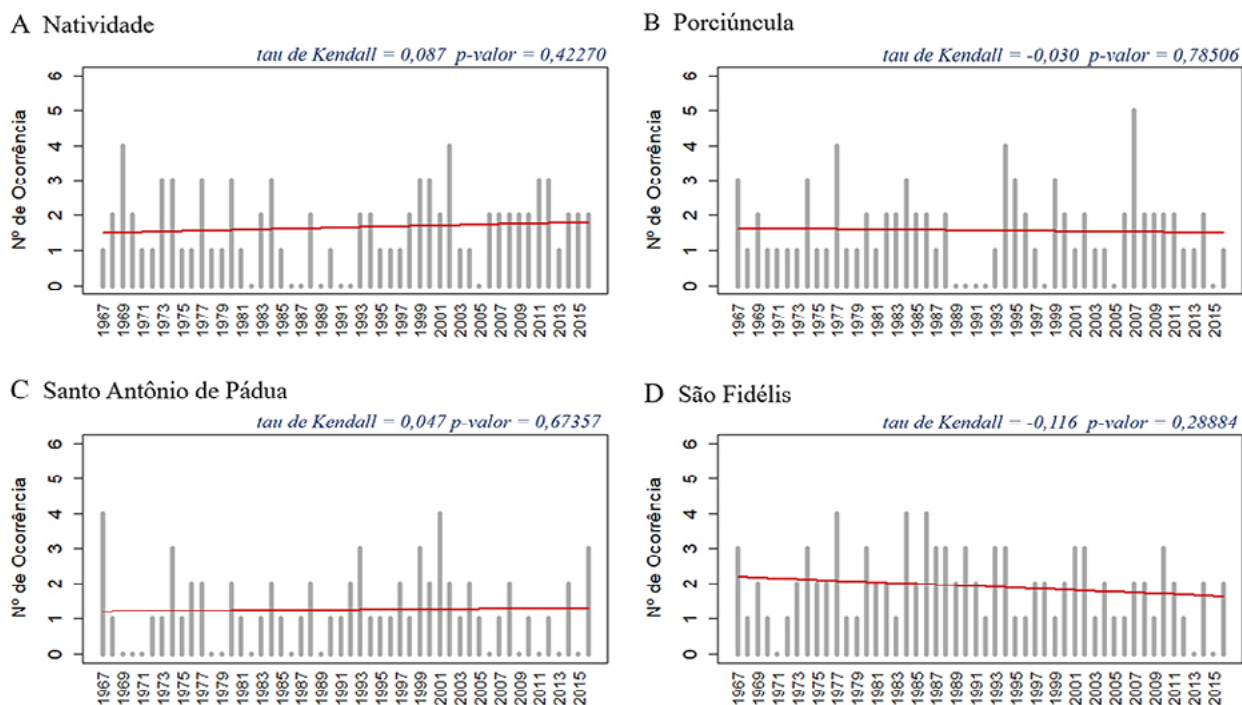 A Natividade
tau de Kendall = 0,087 p-valor = 0,42270
Nº de Ocorrência
6
5
4
3
2
1
0
1967 1969 1971 1973 1975 1977 1979 1981 1983 1985 1987 1989 1991 1993 1995 1997 1999 2001 2003 2005 2007 2009 2011 2013 2015
B Porciúncula
tau de Kendall = -0,030 p-valor = 0,78506
Nº de Ocorrência
6
5
4
3
2
1
0
1967 1969 1971 1973 1975 1977 1979 1981 1983 1985 1987 1989 1991 1993 1995 1997 1999 2001 2003 2005 2007 2009 2011 2013 2015
C Santo Antônio de Pádua
tau de Kendall = 0,047 p-valor = 0,67357
Nº de Ocorrência
6
5
4
3
2
1
0
1967 1969 1971 1973 1975 1977 1979 1981 1983 1985 1987 1989 1991 1993 1995 1997 1999 2001 2003 2005 2007 2009 2011 2013 2015
D São Fidélis
tau de Kendall = -0,116 p-valor = 0,28884
Nº de Ocorrência
6
5
4
3
2
1
0
1967 1969 1971 1973 1975 1977 1979 1981 1983 1985 1987 1989 1991 1993 1995 1997 1999 2001 2003 2005 2007 2009 2011 2013 2015